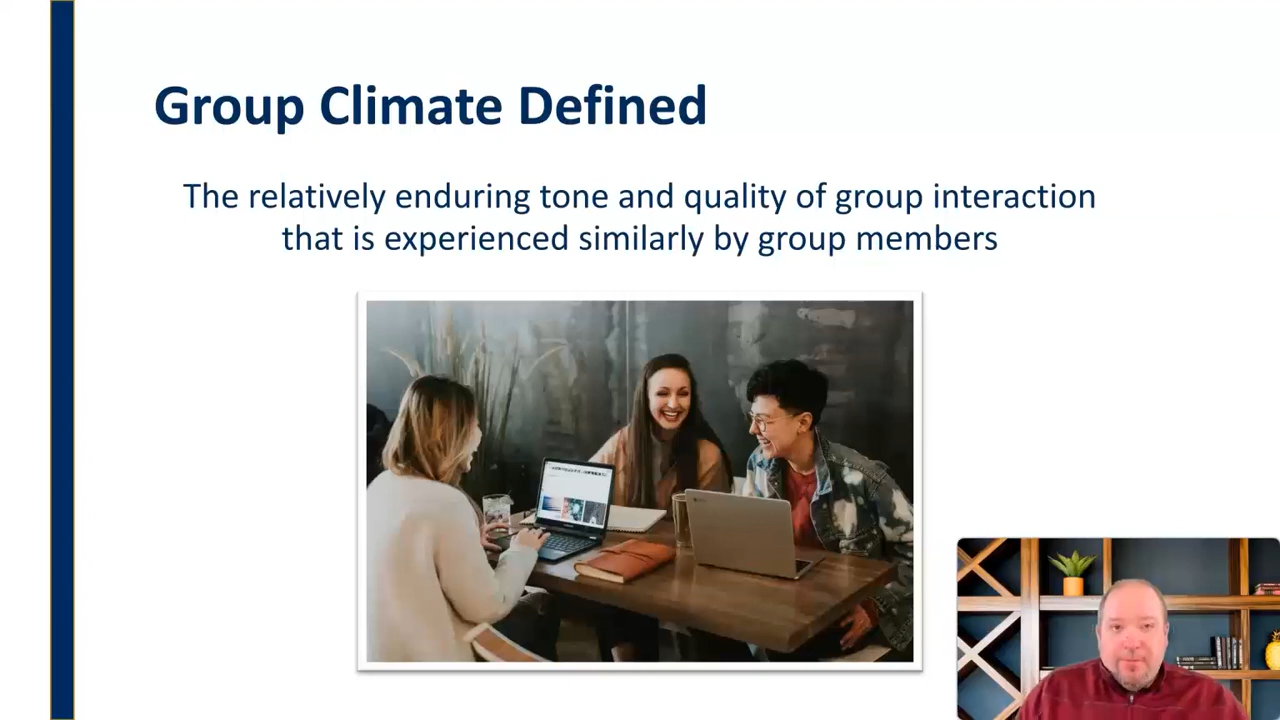 Group Climate Defined
The relatively enduring tone and quality of group interaction
that is experienced similarly by group members